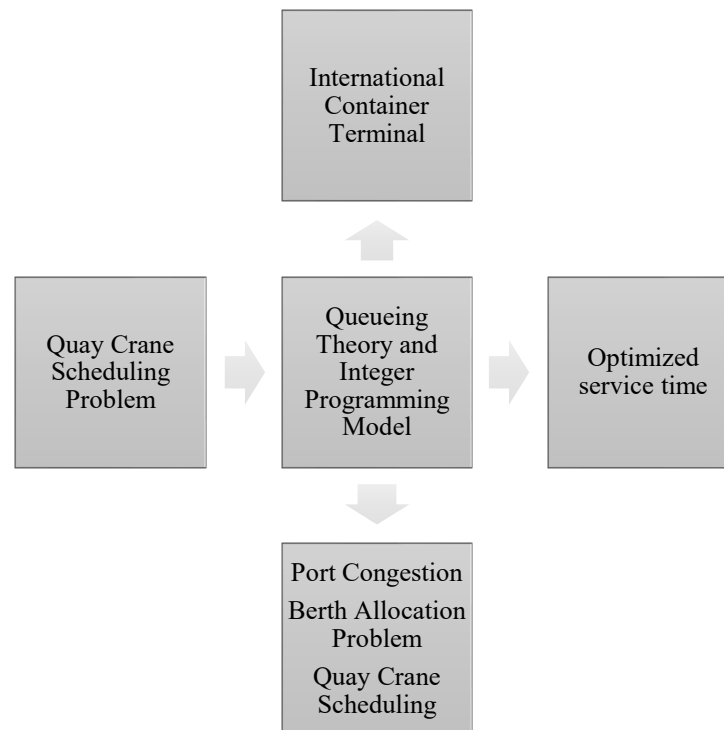 International
Container
Terminal
Quay Crane
Scheduling
Problem
Queueing
Theory and
Integer
Programming
Model
Optimized
service time
Port Congestion
Berth Allocation
Problem
Quay Crane
Scheduling